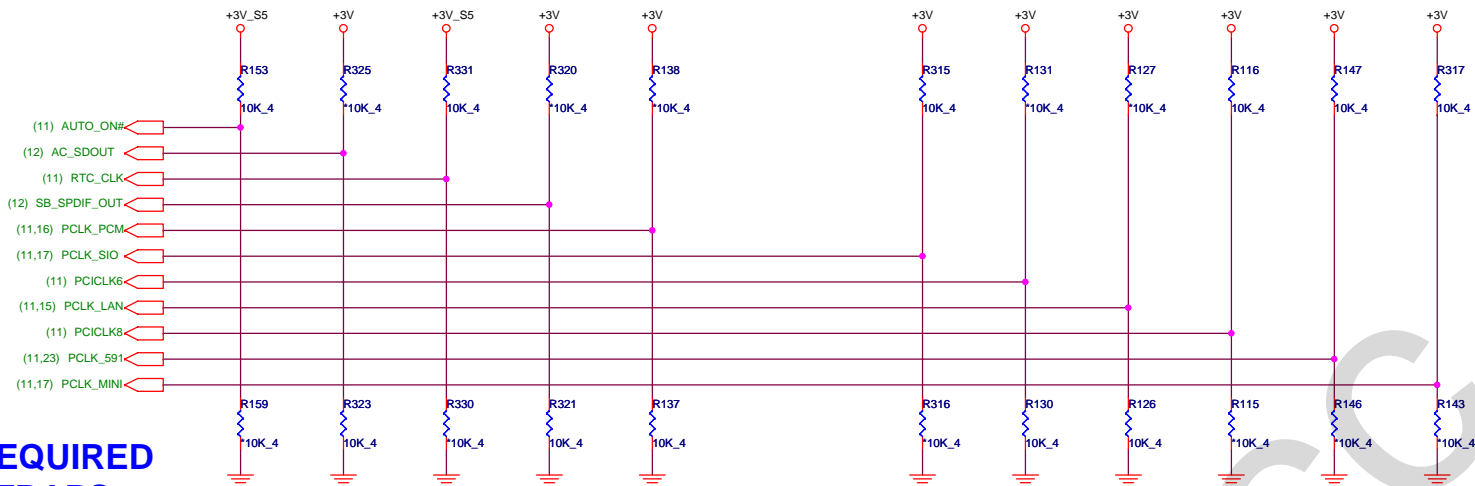 +3V_S5 +3V +3V_S5 +3V +3V +3V +3V +3V +3V +3V +3V
R153 R325 R331 R320 R138 R315 R131 R127 R116 R147 R317
10K_4 *10K_4 10K_4 *10K_4 *10K_4 10K_4 *10K_4 *10K_4 *10K_4 *10K_4 10K_4
(11) AUTO_ON#
(12) AC_SDOUT
(11) RTC_CLK
(12) SB_SPDIF_OUT
(11,16) PCLK_PCM
(11,17) PCLK_SIO
(11) PCICLK6
(11,15) PCLK_LAN
(11) PCICLK8
(11,23) PCLK_591
(11,17) PCLK_MINI
R159 R323 R330 R321 R137 R316 R130 R126 R115 R146 R143
*10K_4 10K_4 *10K_4 10K_4 10K_4 *10K_4 10K_4 10K_4 10K_4 10K_4 *10K_4
EQUIRED